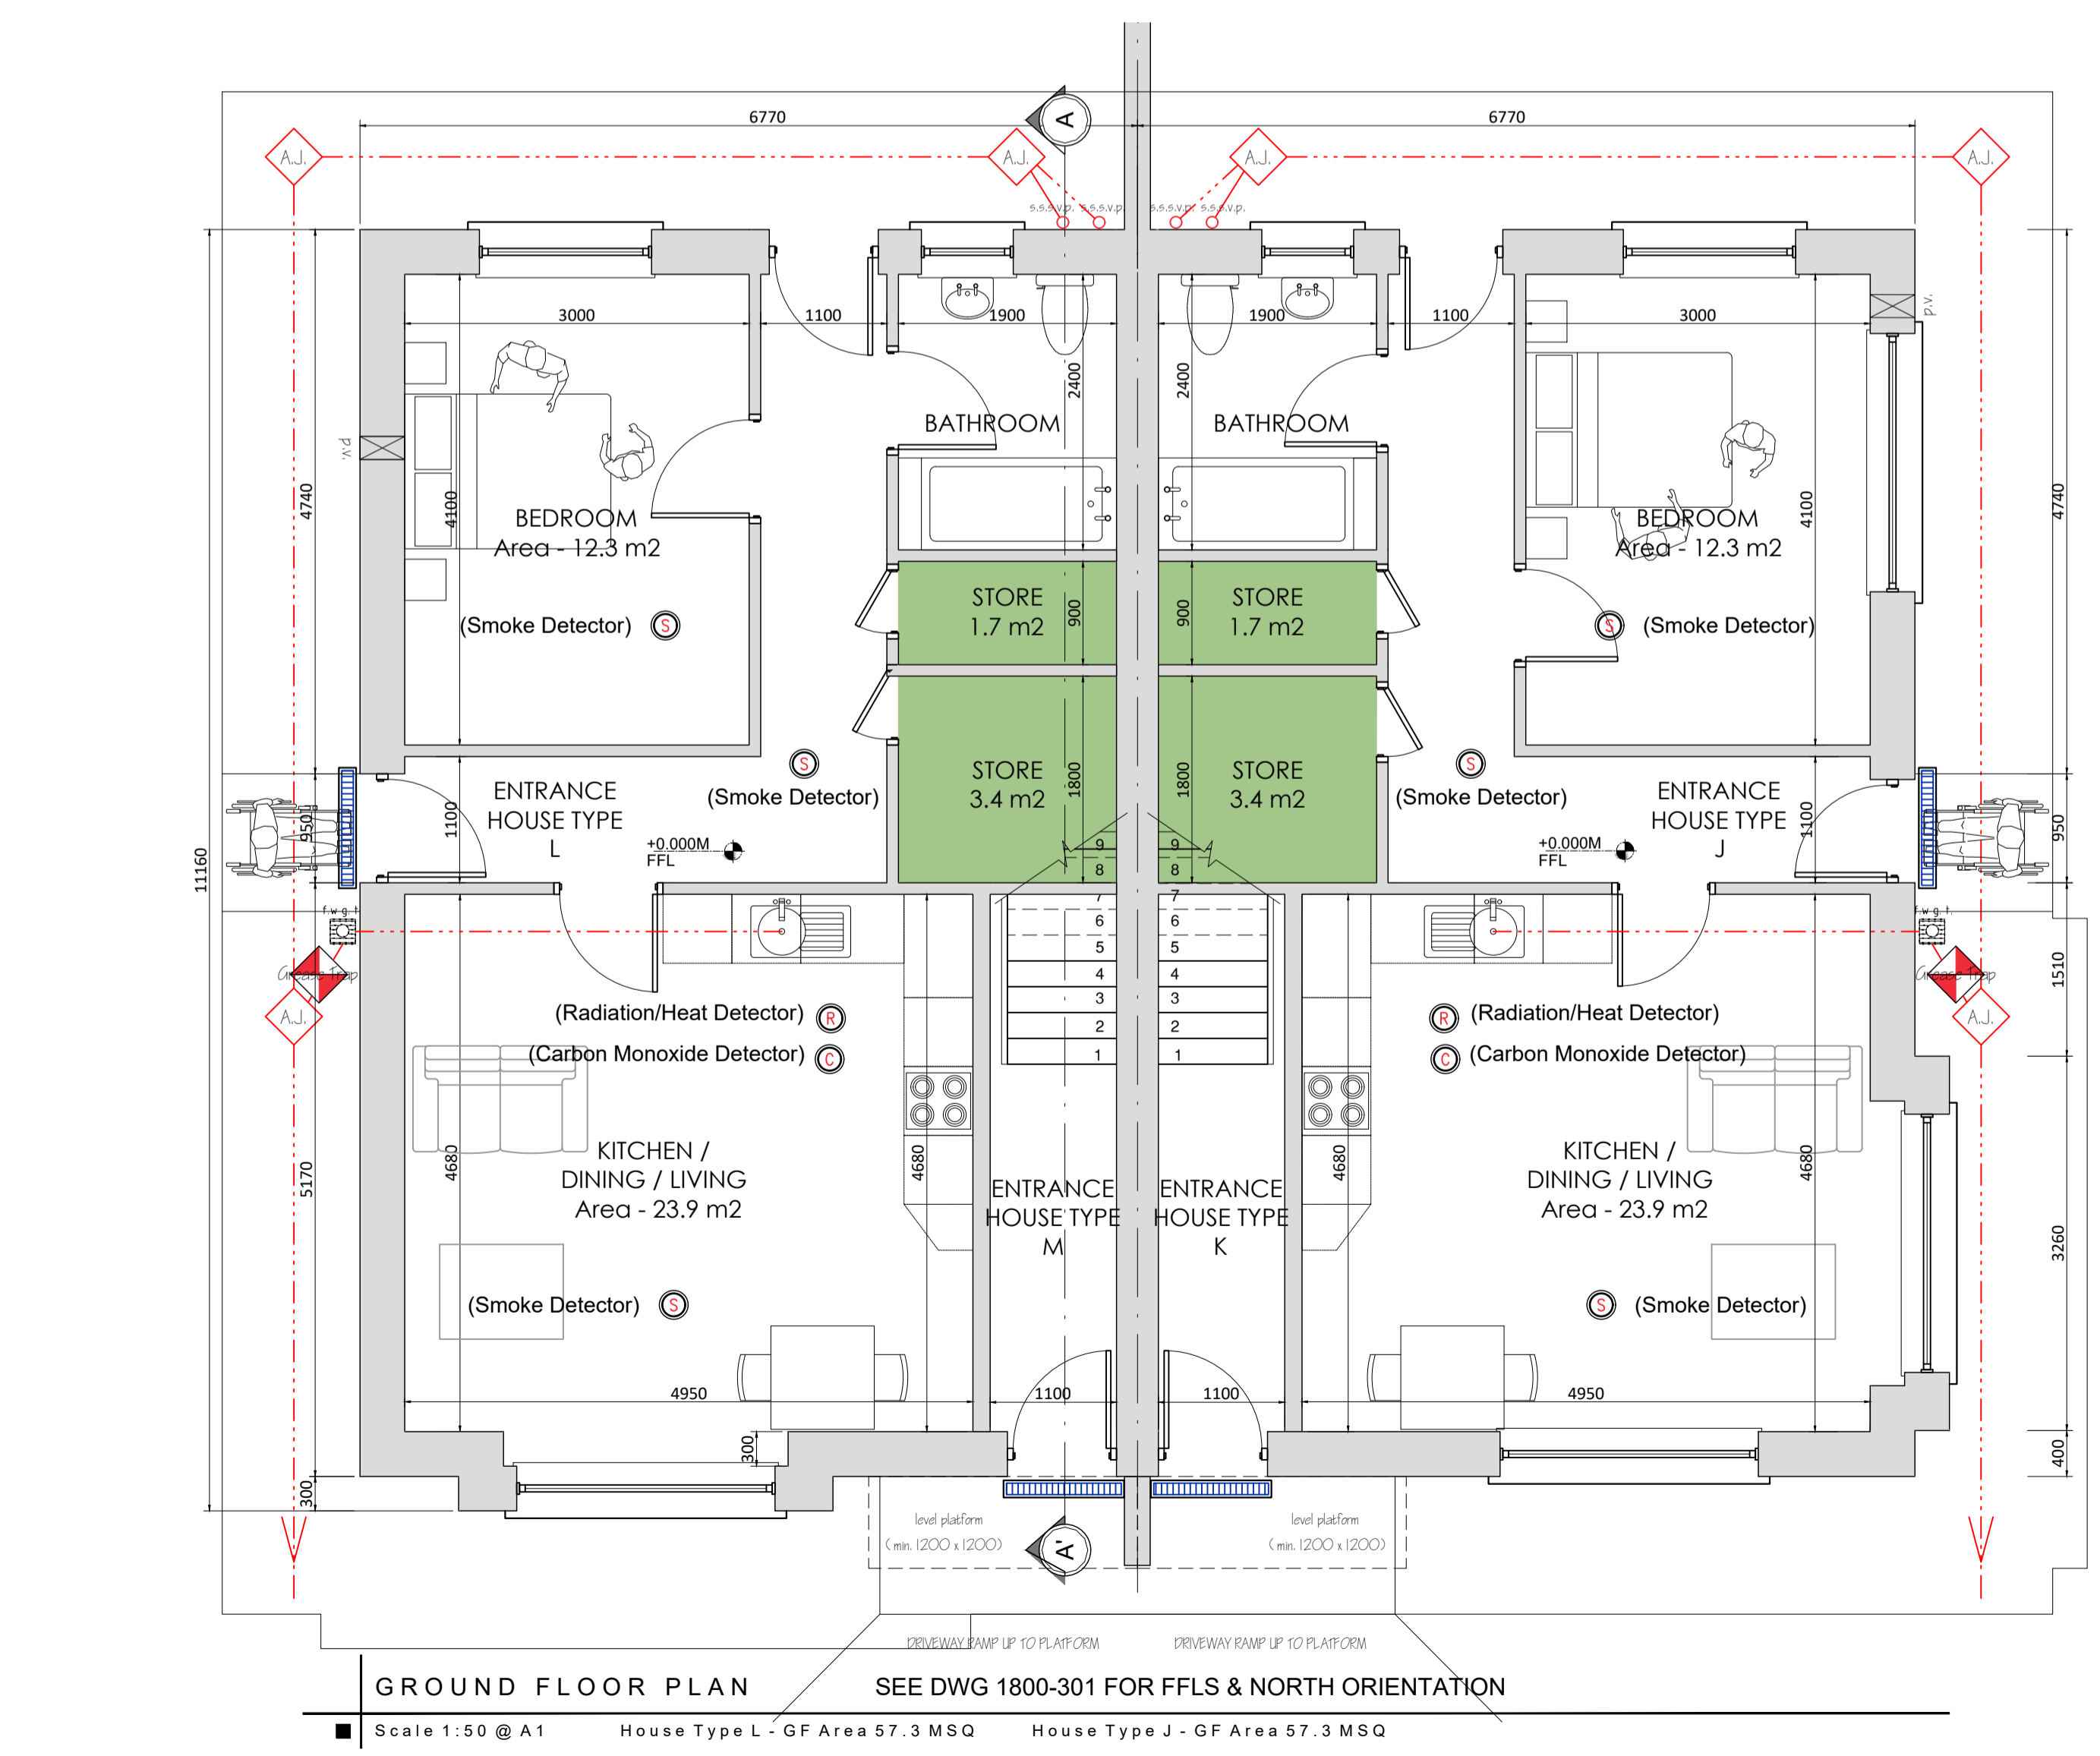 6770
6770
A
A.J.
A.J.
A.J.
A.J.
s.s.s.v.p. s.s.s.v.p.
s.s.s.v.p. s.s.s.v.p.
p.v.
3000
1100
1900
1900
1100
3000
2400
2400
BATHROOM
BATHROOM
p.v.
4740
4100
4100
4740
BEDROOM
Area - 12.3 m2
BEDROOM
Area - 12.3 m2
STORE
1.7 m2
900
900
STORE
1.7 m2
(Smoke Detector) S
S (Smoke Detector)
S
(Smoke Detector)
STORE
3.4 m2
1800
1800
STORE
3.4 m2
S
(Smoke Detector)
ENTRANCE
HOUSE TYPE
L
ENTRANCE
HOUSE TYPE
J
950
1100
1100
950
+0.000M
FFL
+0.000M
FFL
11160
9
8
7
6
5
4
3
2
1
9
8
7
6
5
4
3
2
1
f.w.g.t.
f.w.g.t.
Grease Trap
Grease Trap
A.J.
A.J.
1510
(Radiation/Heat Detector) R
(Carbon Monoxide Detector) C
R (Radiation/Heat Detector)
C (Carbon Monoxide Detector)
5170
4680
4680
4680
4680
3260
KITCHEN /
DINING / LIVING
Area - 23.9 m2
KITCHEN /
DINING / LIVING
Area - 23.9 m2
ENTRANCE
HOUSE TYPE
M
ENTRANCE
HOUSE TYPE
K
(Smoke Detector) S
S (Smoke Detector)
4950
1100
1100
4950
300
300
400
level platform
(min. 1200 x 1200)
level platform
(min. 1200 x 1200)
A'
DRIVEWAY RAMP UP TO PLATFORM
DRIVEWAY RAMP UP TO PLATFORM
GROUND FLOOR PLAN
SEE DWG 1800-301 FOR FFLS & NORTH ORIENTATION
Scale 1:50 @ A1
House Type L - GF Area 57.3 MSQ
House Type J - GF Area 57.3 MSQ